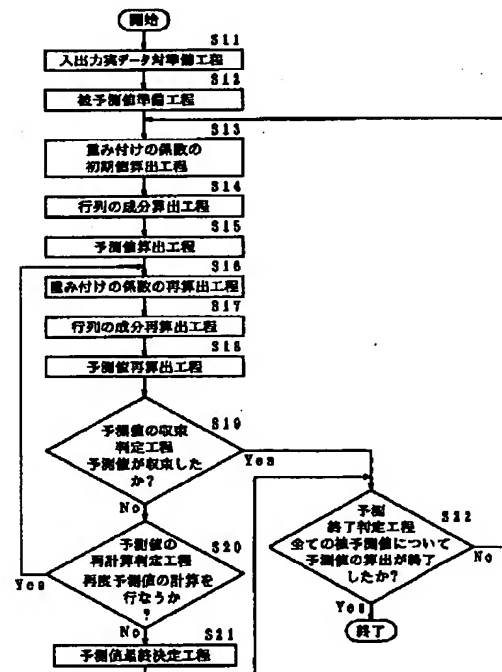 開始
S11
入出力実データ対準備工程
S12
被予測値準備工程
S13
重み付けの係数の
初期値算出工程
S14
行列の成分算出工程
S15
予測値算出工程
S16
重み付けの係数の再算出工程
S17
行列の成分再算出工程
S18
予測値再算出工程
S19
予測値の収束
判定工程
予測値が収束した
か?
Yes
No
S20
予測値の
再計算判定工程
再度予測値の計算を
行なうか
?
Yes
No
S21
予測値最終決定工程
S22
予測
終了判定工程
全ての被予測値について
予測値の算出が終了
したか?
No
Yes
終了